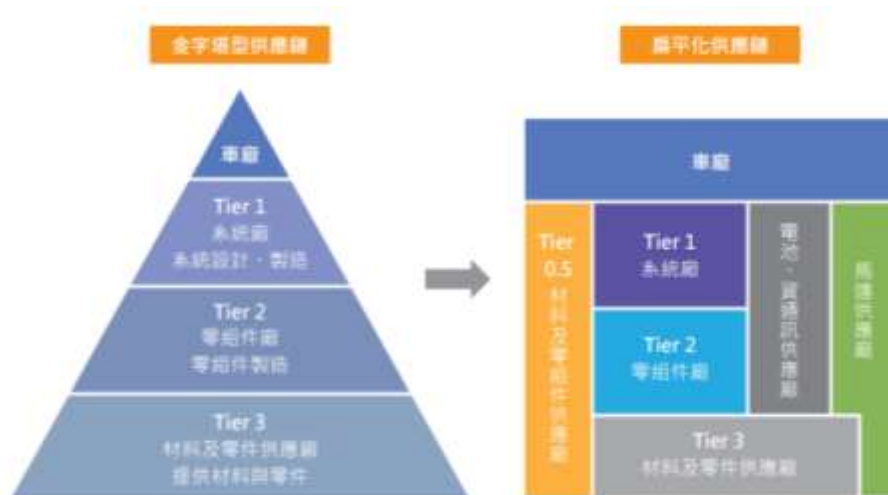 金字塔型供應鏈
車廠
Tier 1
系統廠
系統設計、製造
Tier 2
零組件廠
零組件製造
Tier 3
材料及零件供應廠
提供材料與零件
扁平化供應鏈
車廠
Tier
0.5
材料及零組件供應廠
Tier 1
系統廠
Tier 2
零組件廠
電池、資通訊供應廠
馬達供應廠
Tier 3
材料及零件供應廠